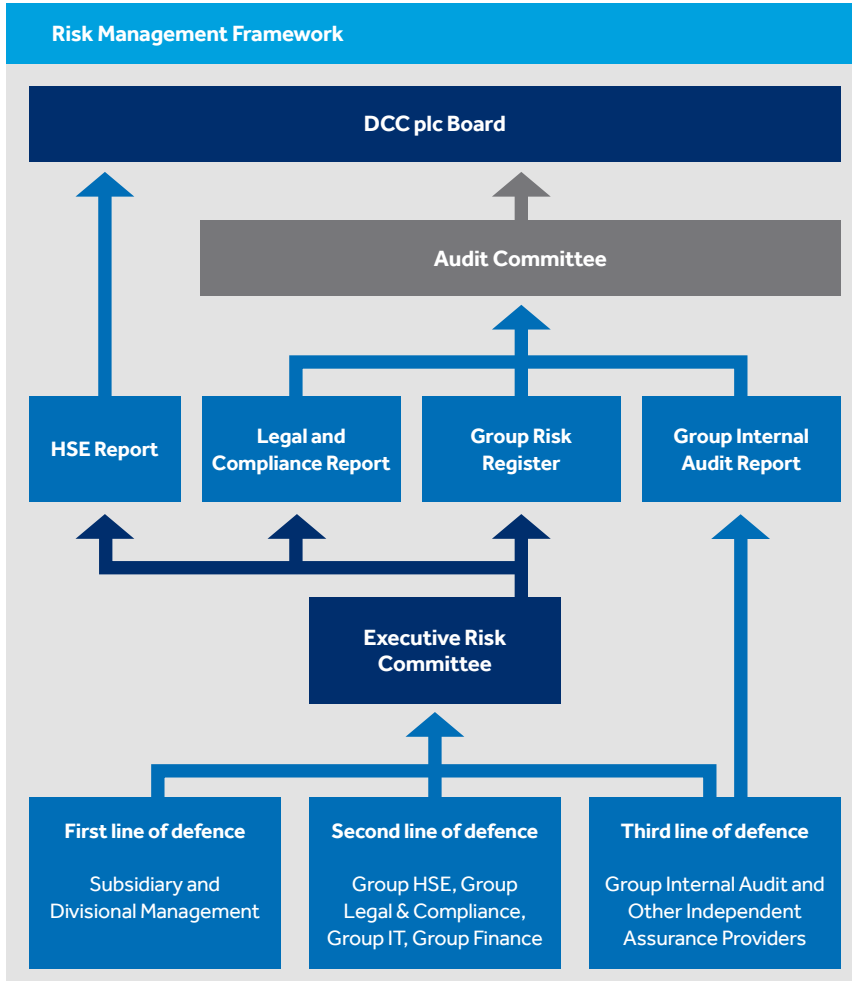 Risk Management Framework
DCC plc Board
Audit Committee
HSE Report
Legal and
Compliance Report
Group Risk
Register
Group Internal
Audit Report
Executive Risk
Committee
First line of defence
Subsidiary and
Divisional Management
Second line of defence
Group HSE, Group
Legal & Compliance,
Group IT, Group Finance
Third line of defence
Group Internal Audit and
Other Independent
Assurance Providers